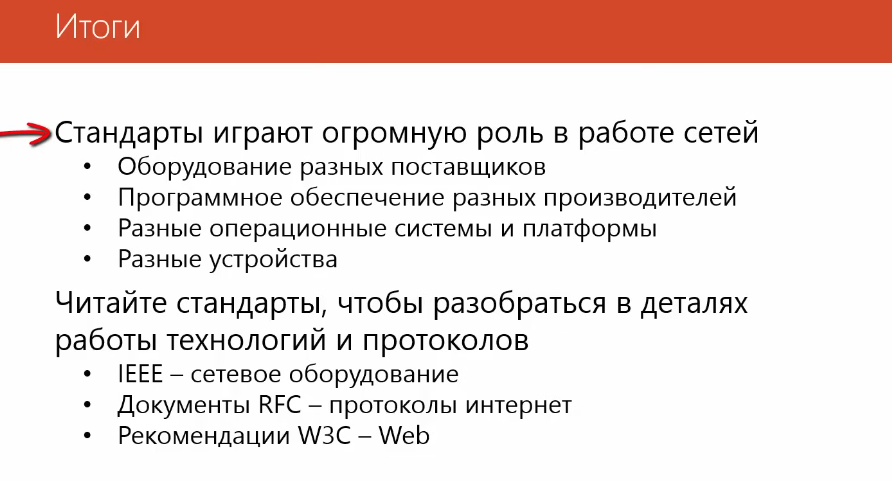 Итоги
Стандарты играют огромную роль в работе сетей
• Оборудование разных поставщиков
• Программное обеспечение разных производителей
• Разные операционные системы и платформы
• Разные устройства
Читайте стандарты, чтобы разобраться в деталях
работы технологий и протоколов
• IEEE – сетевое оборудование
• Документы RFC – протоколы интернет
• Рекомендации W3C – Web